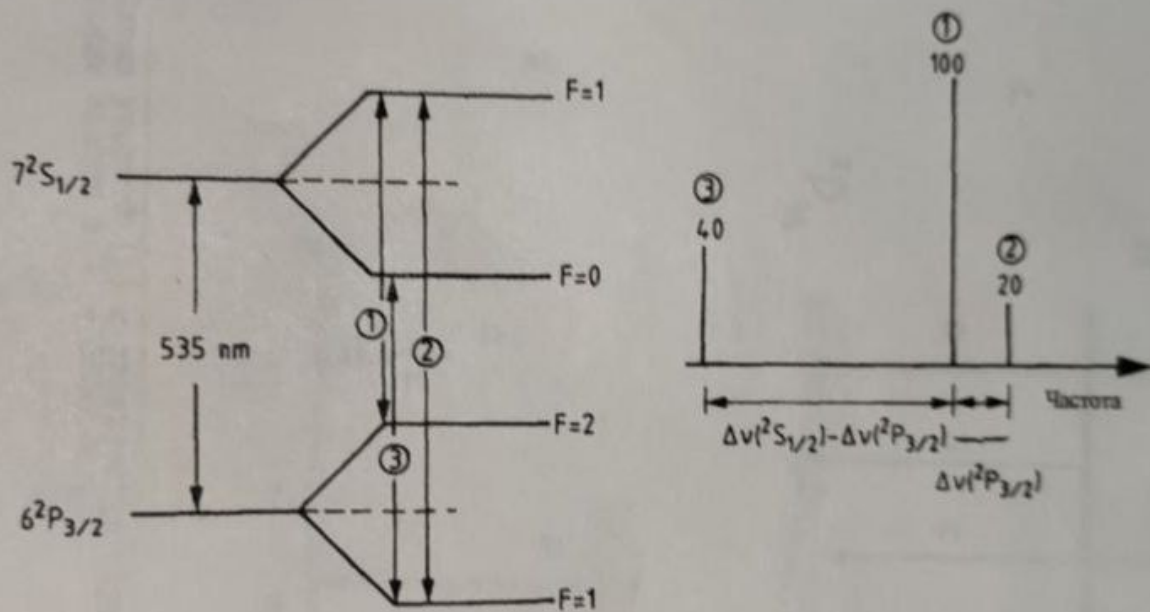 F=1
7²S₁/₂
F=0
535 nm
①
②
F=2
③
6²P₃/₂
F=1
①
100
③
40
②
20
Частота
Δν(²S₁/₂)-Δν(²P₃/₂)
Δν(²P₃/₂)